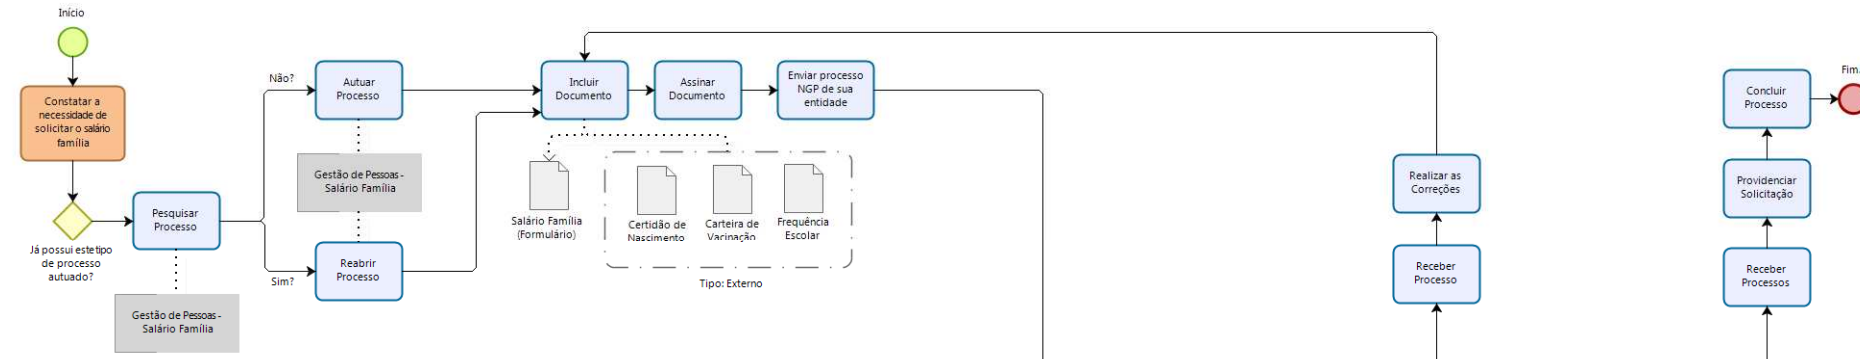 Início
Constatar a
necessidade de
solicitar o salário
família
Já possui este tipo
de processo
autuado?
Pesquisar
Processo
Gestão de Pessoas -
Salário Família
Não?
Sim?
Autuar
Processo
Gestão de Pessoas -
Salário Família
Reabrir
Processo
Incluir
Documento
Assinar
Documento
Enviar processo
NGP de sua
entidade
Salário Família
(Formulário)
Certidão de
Nascimento
Carteira de
Vacinação
Frequência
Escolar
Tipo: Externo
Realizar as
Correções
Receber
Processo
Concluir
Processo
Providenciar
Solicitação
Receber
Processos
Fim.